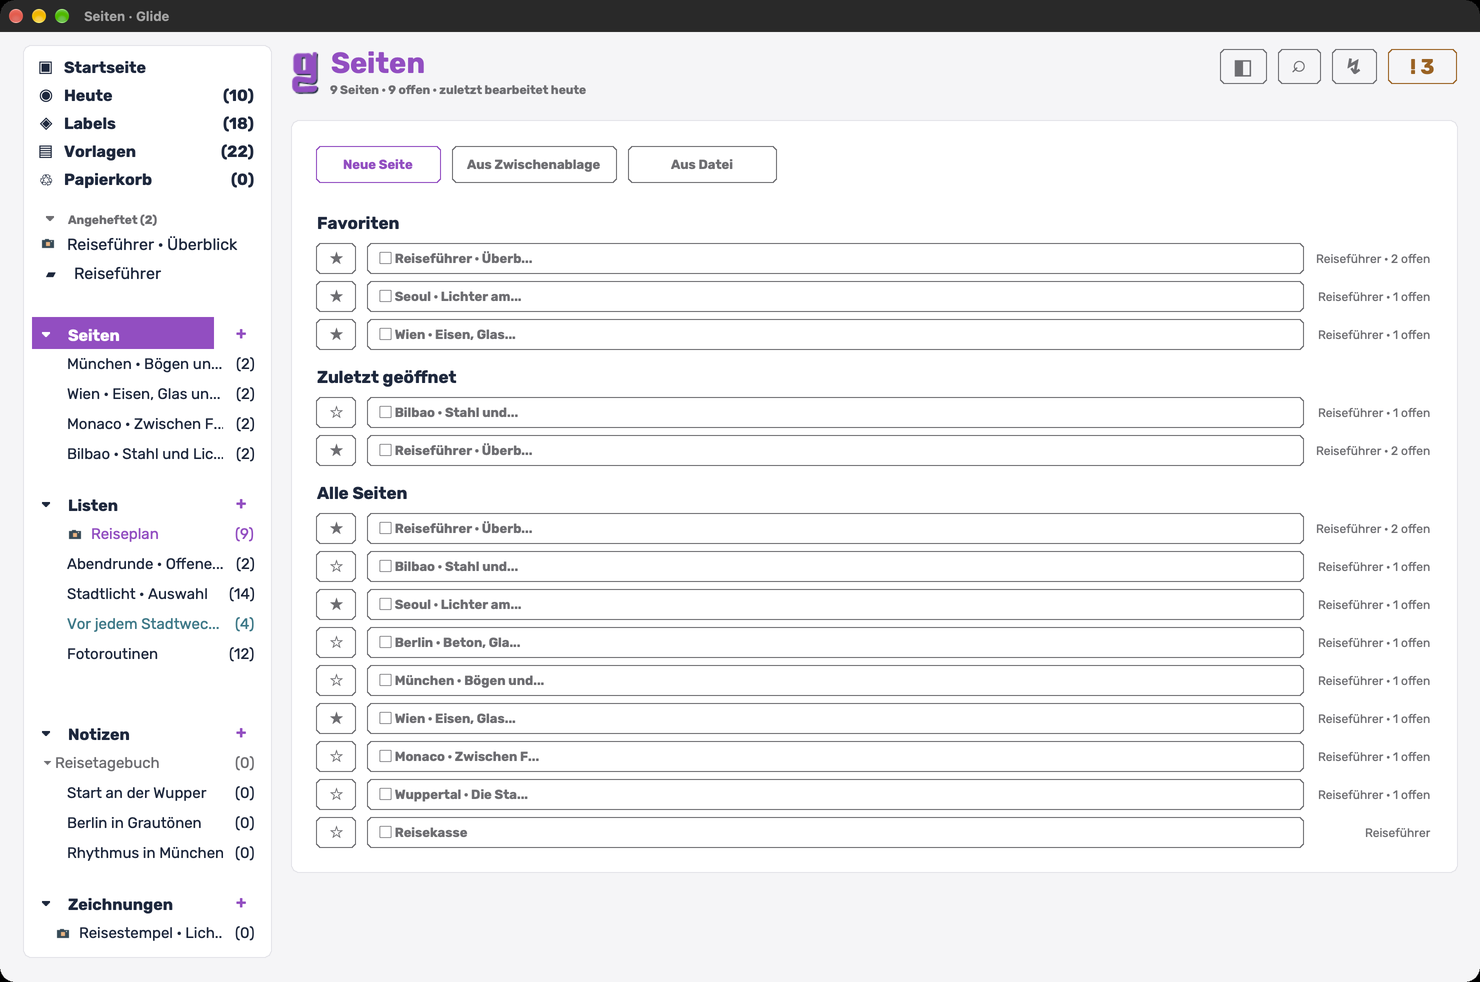 Seiten · Glide
Startseite
Heute (10)
Labels (18)
Vorlagen (22)
Papierkorb (0)
Angeheftet (2)
Reiseführer • Überblick
Reiseführer
Seiten +
München • Bögen un... (2)
Wien • Eisen, Glas un... (2)
Monaco • Zwischen F... (2)
Bilbao • Stahl und Lic... (2)
Listen +
Reiseplan (9)
Abendrunde • Offene... (2)
Stadtlicht • Auswahl (14)
Vor jedem Stadtwec... (4)
Fotoroutinen (12)
Notizen +
Reisetagebuch (0)
Start an der Wupper (0)
Berlin in Grautönen (0)
Rhythmus in München (0)
Zeichnungen +
Reisestempel • Lich.. (0)
g Seiten
9 Seiten • 9 offen • zuletzt bearbeitet heute
! 3
Neue Seite
Aus Zwischenablage
Aus Datei
Favoriten
Reiseführer • Überb... Reiseführer • 2 offen
Seoul • Lichter am... Reiseführer • 1 offen
Wien • Eisen, Glas... Reiseführer • 1 offen
Zuletzt geöffnet
Bilbao • Stahl und... Reiseführer • 1 offen
Reiseführer • Überb... Reiseführer • 2 offen
Alle Seiten
Reiseführer • Überb... Reiseführer • 2 offen
Bilbao • Stahl und... Reiseführer • 1 offen
Seoul • Lichter am... Reiseführer • 1 offen
Berlin • Beton, Gla... Reiseführer • 1 offen
München • Bögen und... Reiseführer • 1 offen
Wien • Eisen, Glas... Reiseführer • 1 offen
Monaco • Zwischen F... Reiseführer • 1 offen
Wuppertal • Die Sta... Reiseführer • 1 offen
Reisekasse Reiseführer